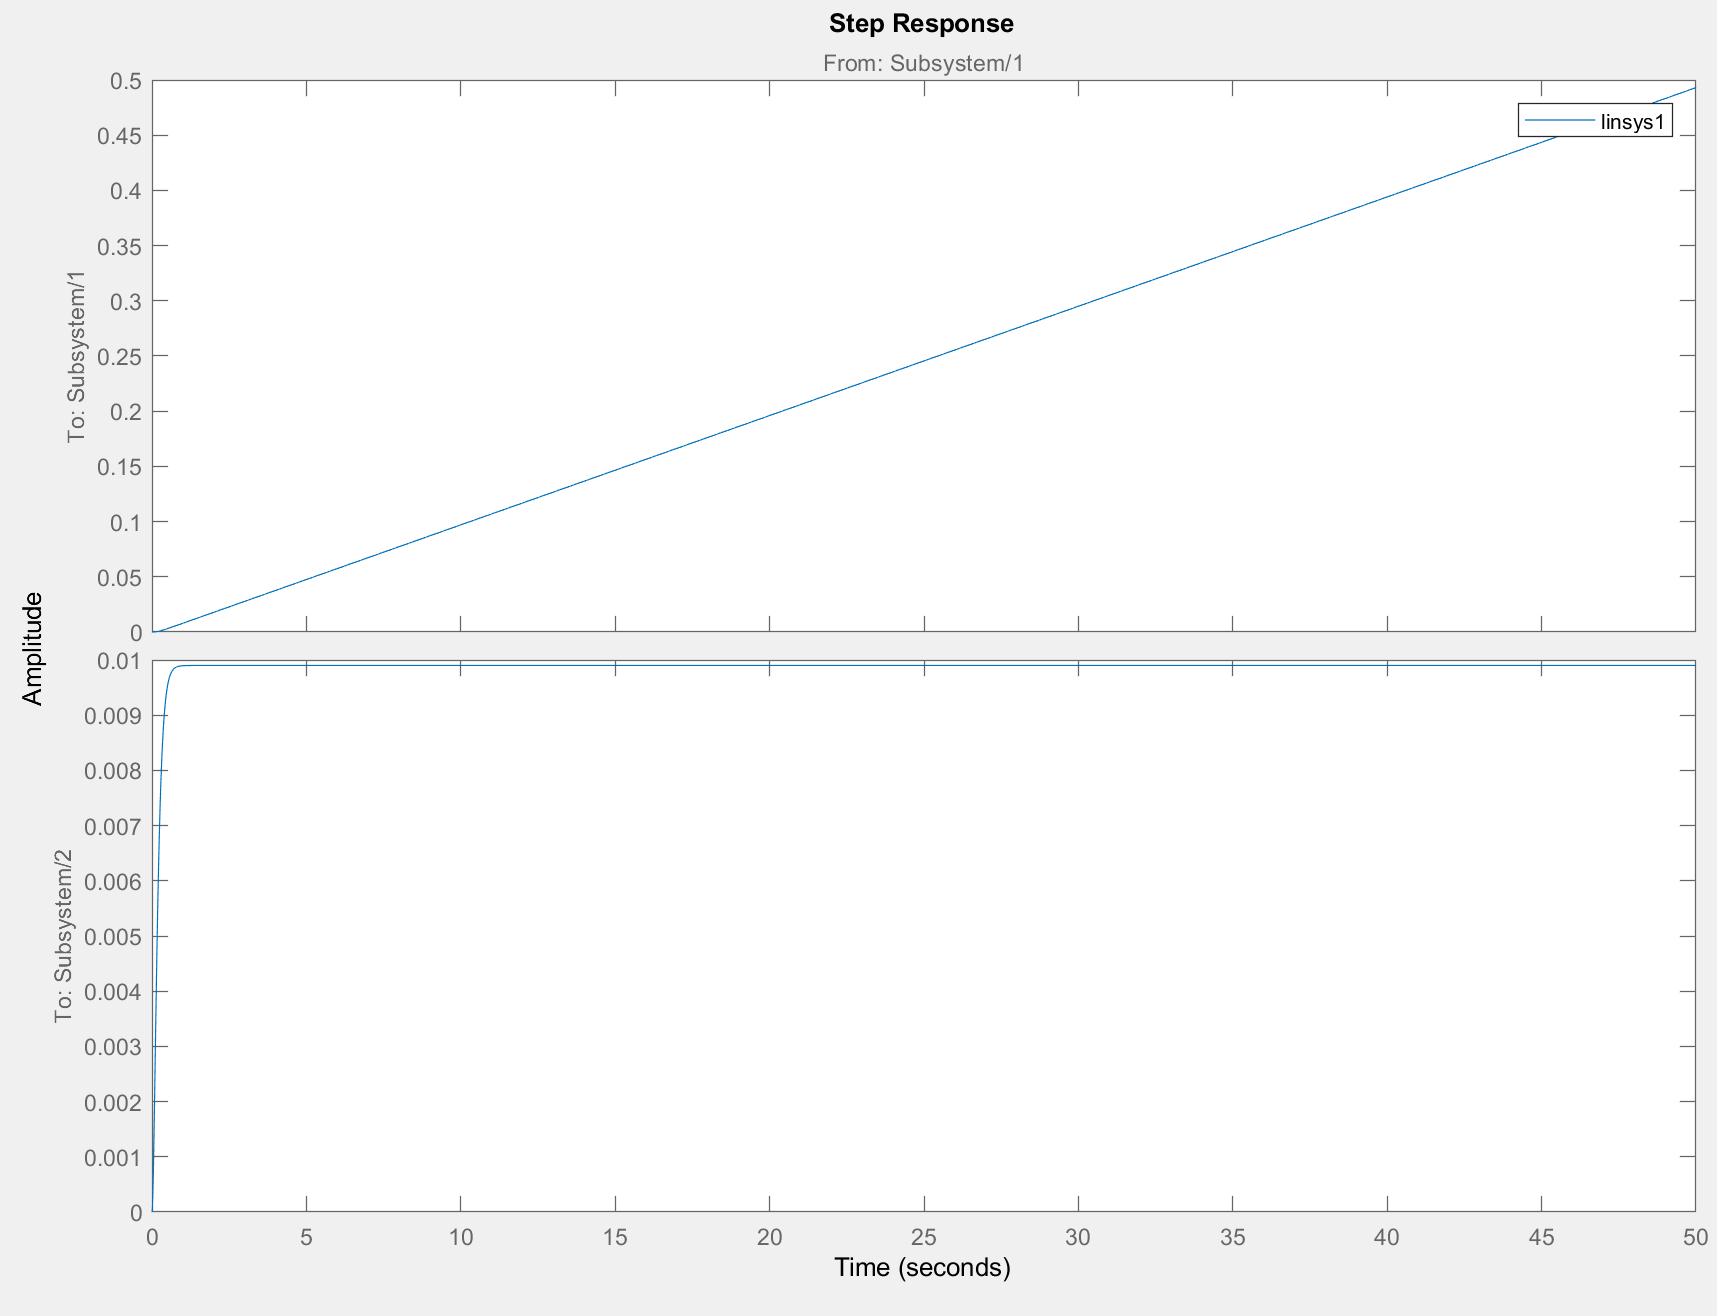 Step Response
From: Subsystem/1
0.5
0.45
0.4
0.35
0.3
0.25
0.2
0.15
0.1
0.05
0
To: Subsystem/1
linsys1
Amplitude
0.01
0.009
0.008
0.007
0.006
0.005
0.004
0.003
0.002
0.001
0
To: Subsystem/2
0 5 10 15 20 25 30 35 40 45 50
Time (seconds)